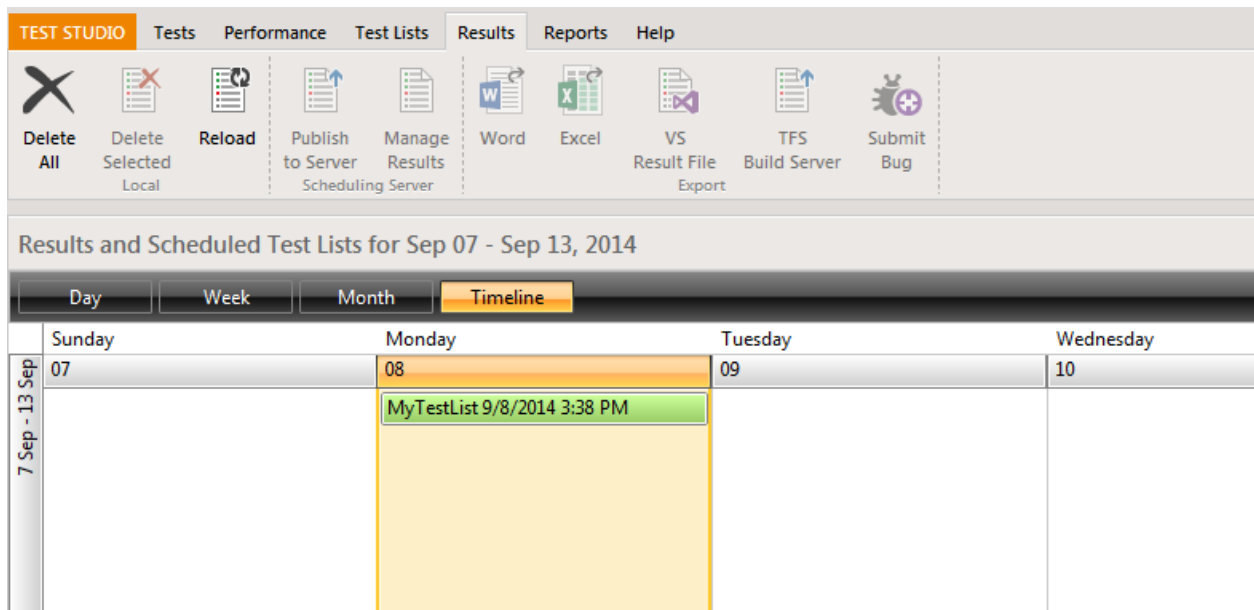 TEST STUDIO Tests Performance Test Lists Results Reports Help
Delete All
Delete Selected
Reload
Local
Publish to Server
Manage Results
Scheduling Server
W Word
X Excel
VS Result File
TFS Build Server
Export
Submit Bug
Results and Scheduled Test Lists for Sep 07 - Sep 13, 2014
Day Week Month Timeline
Sunday Monday Tuesday Wednesday
07 08 09 10
7 Sep - 13 Sep
MyTestList 9/8/2014 3:38 PM